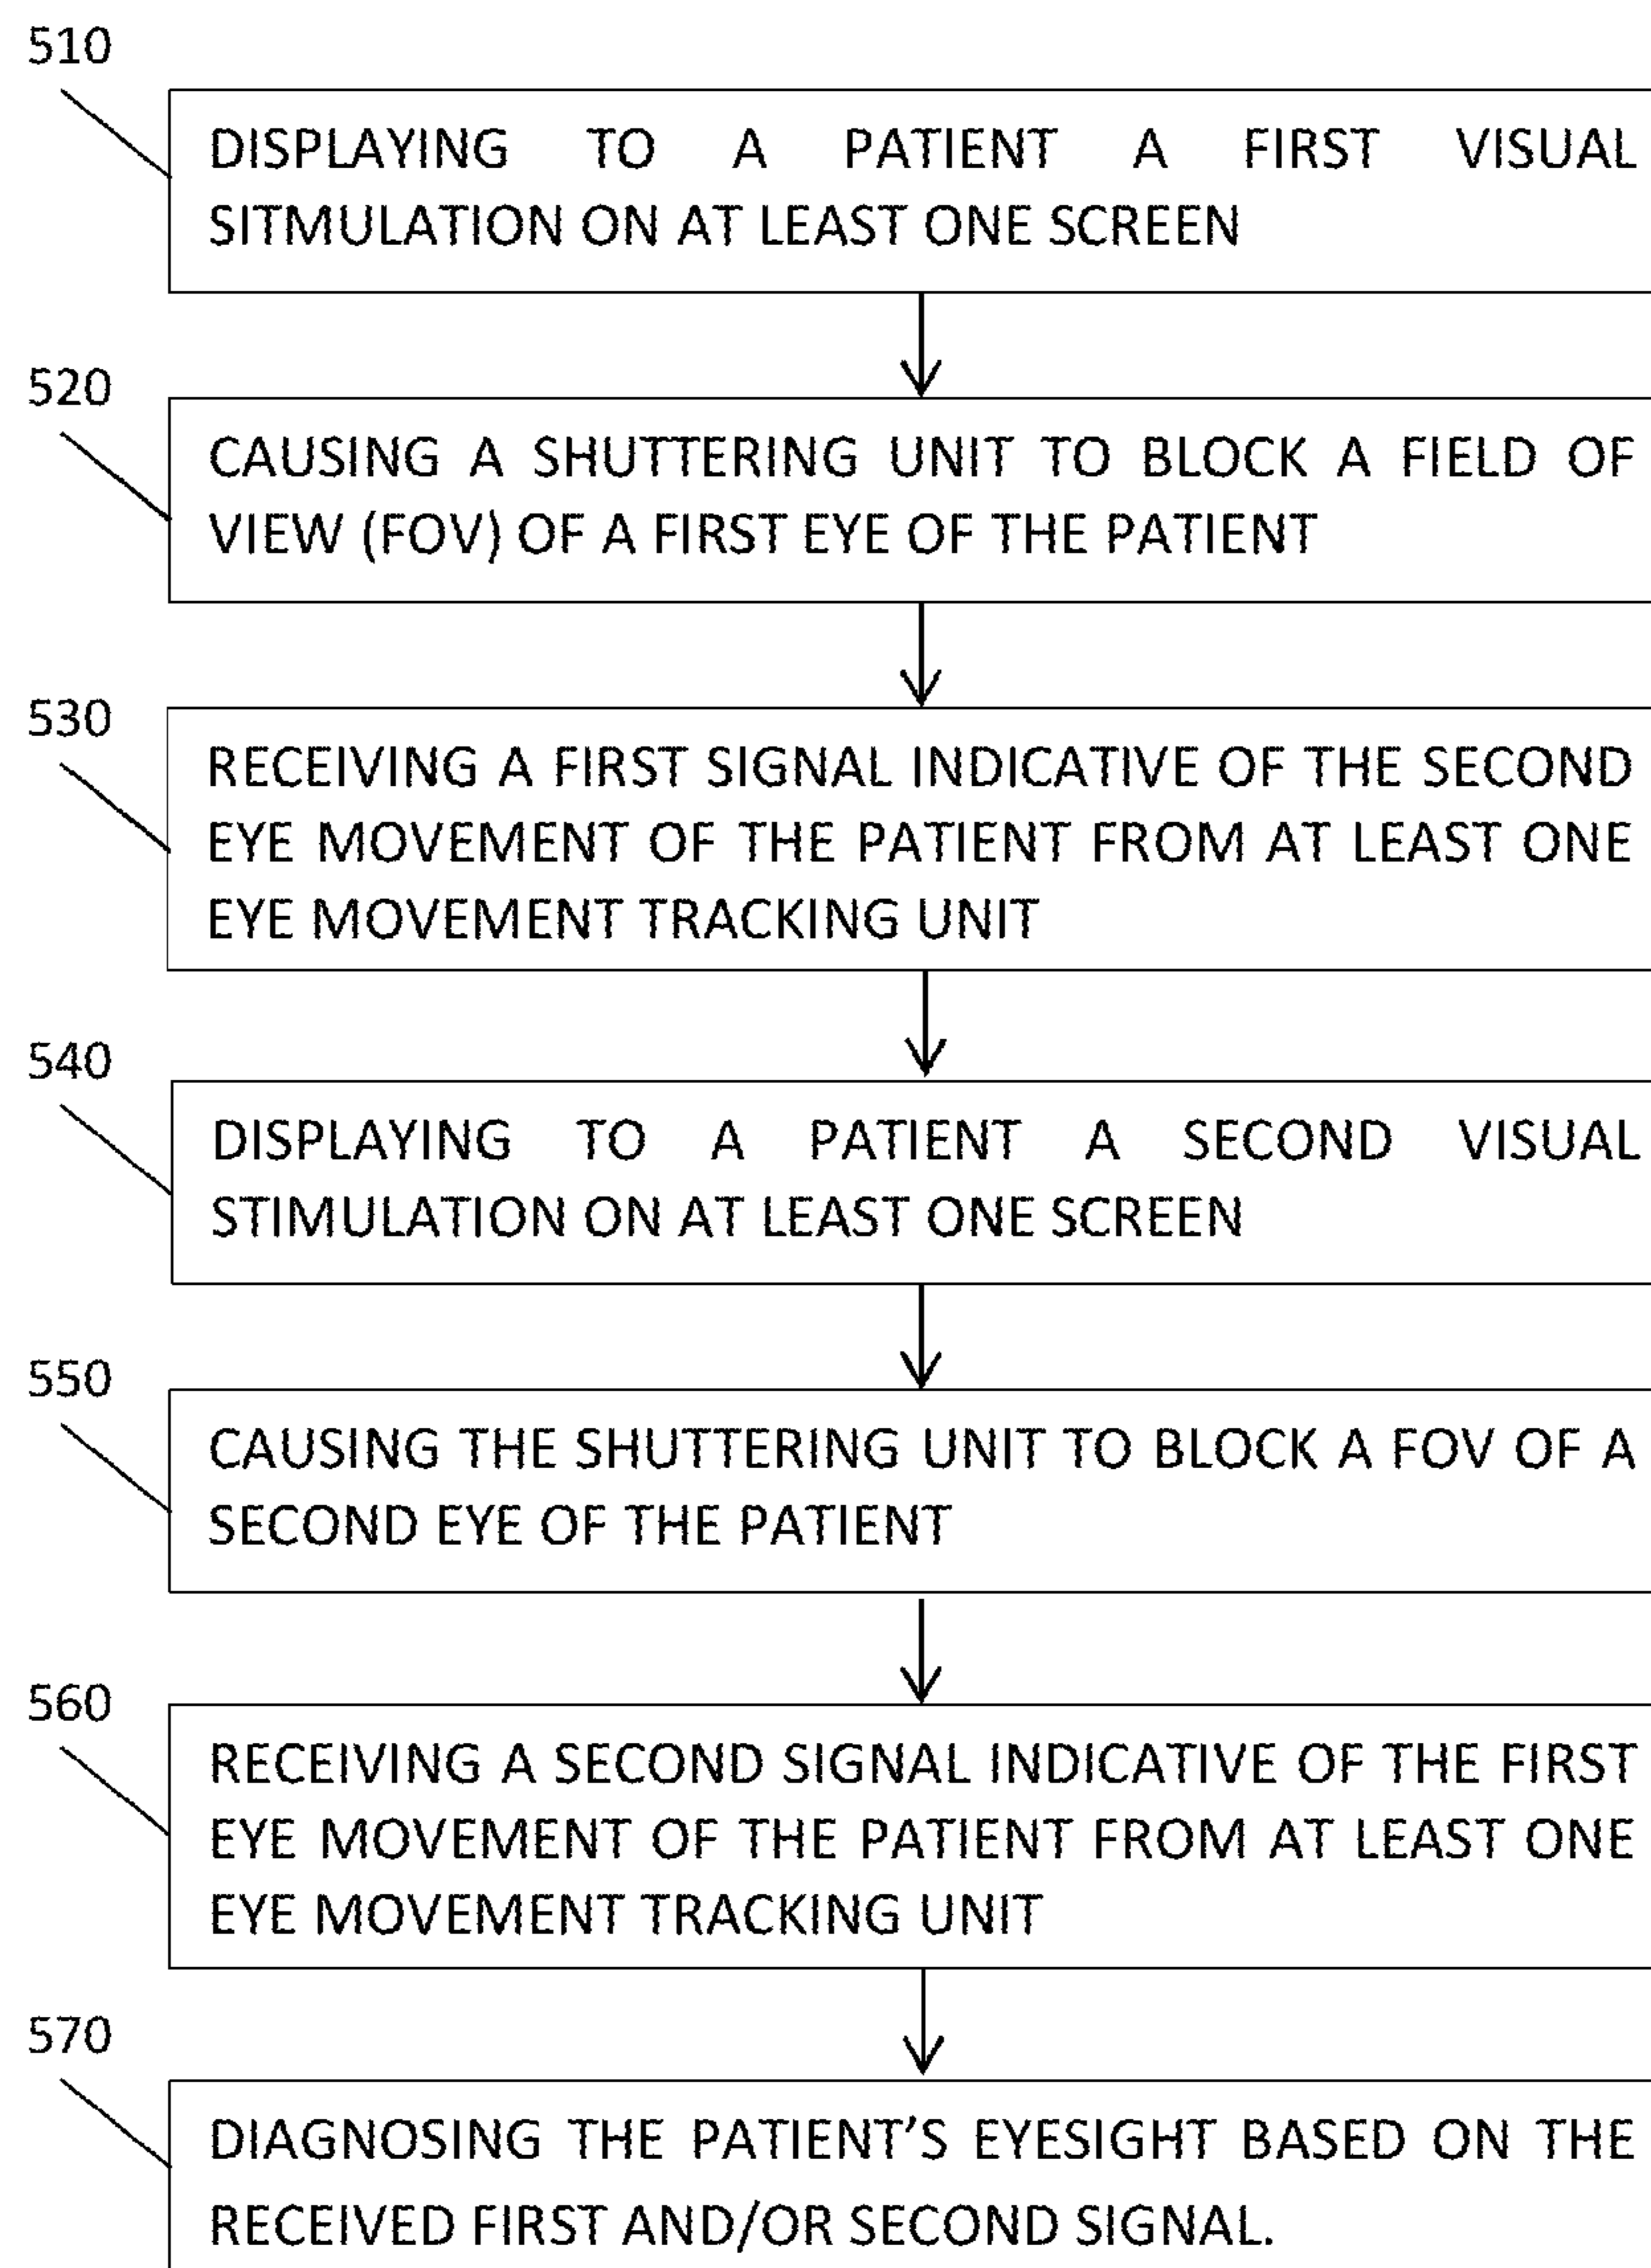 510
DISPLAYING TO A PATIENT A FIRST VISUAL
SITMULATION ON AT LEAST ONE SCREEN
520
CAUSING A SHUTTERING UNIT TO BLOCK A FIELD OF
VIEW (FOV) OF A FIRST EYE OF THE PATIENT
530
RECEIVING A FIRST SIGNAL INDICATIVE OF THE SECOND
EYE MOVEMENT OF THE PATIENT FROM AT LEAST ONE
EYE MOVEMENT TRACKING UNIT
540
DISPLAYING TO A PATIENT A SECOND VISUAL
STIMULATION ON AT LEAST ONE SCREEN
550
CAUSING THE SHUTTERING UNIT TO BLOCK A FOV OF A
SECOND EYE OF THE PATIENT
560
RECEIVING A SECOND SIGNAL INDICATIVE OF THE FIRST
EYE MOVEMENT OF THE PATIENT FROM AT LEAST ONE
EYE MOVEMENT TRACKING UNIT
570
DIAGNOSING THE PATIENT'S EYESIGHT BASED ON THE
RECEIVED FIRST AND/OR SECOND SIGNAL.